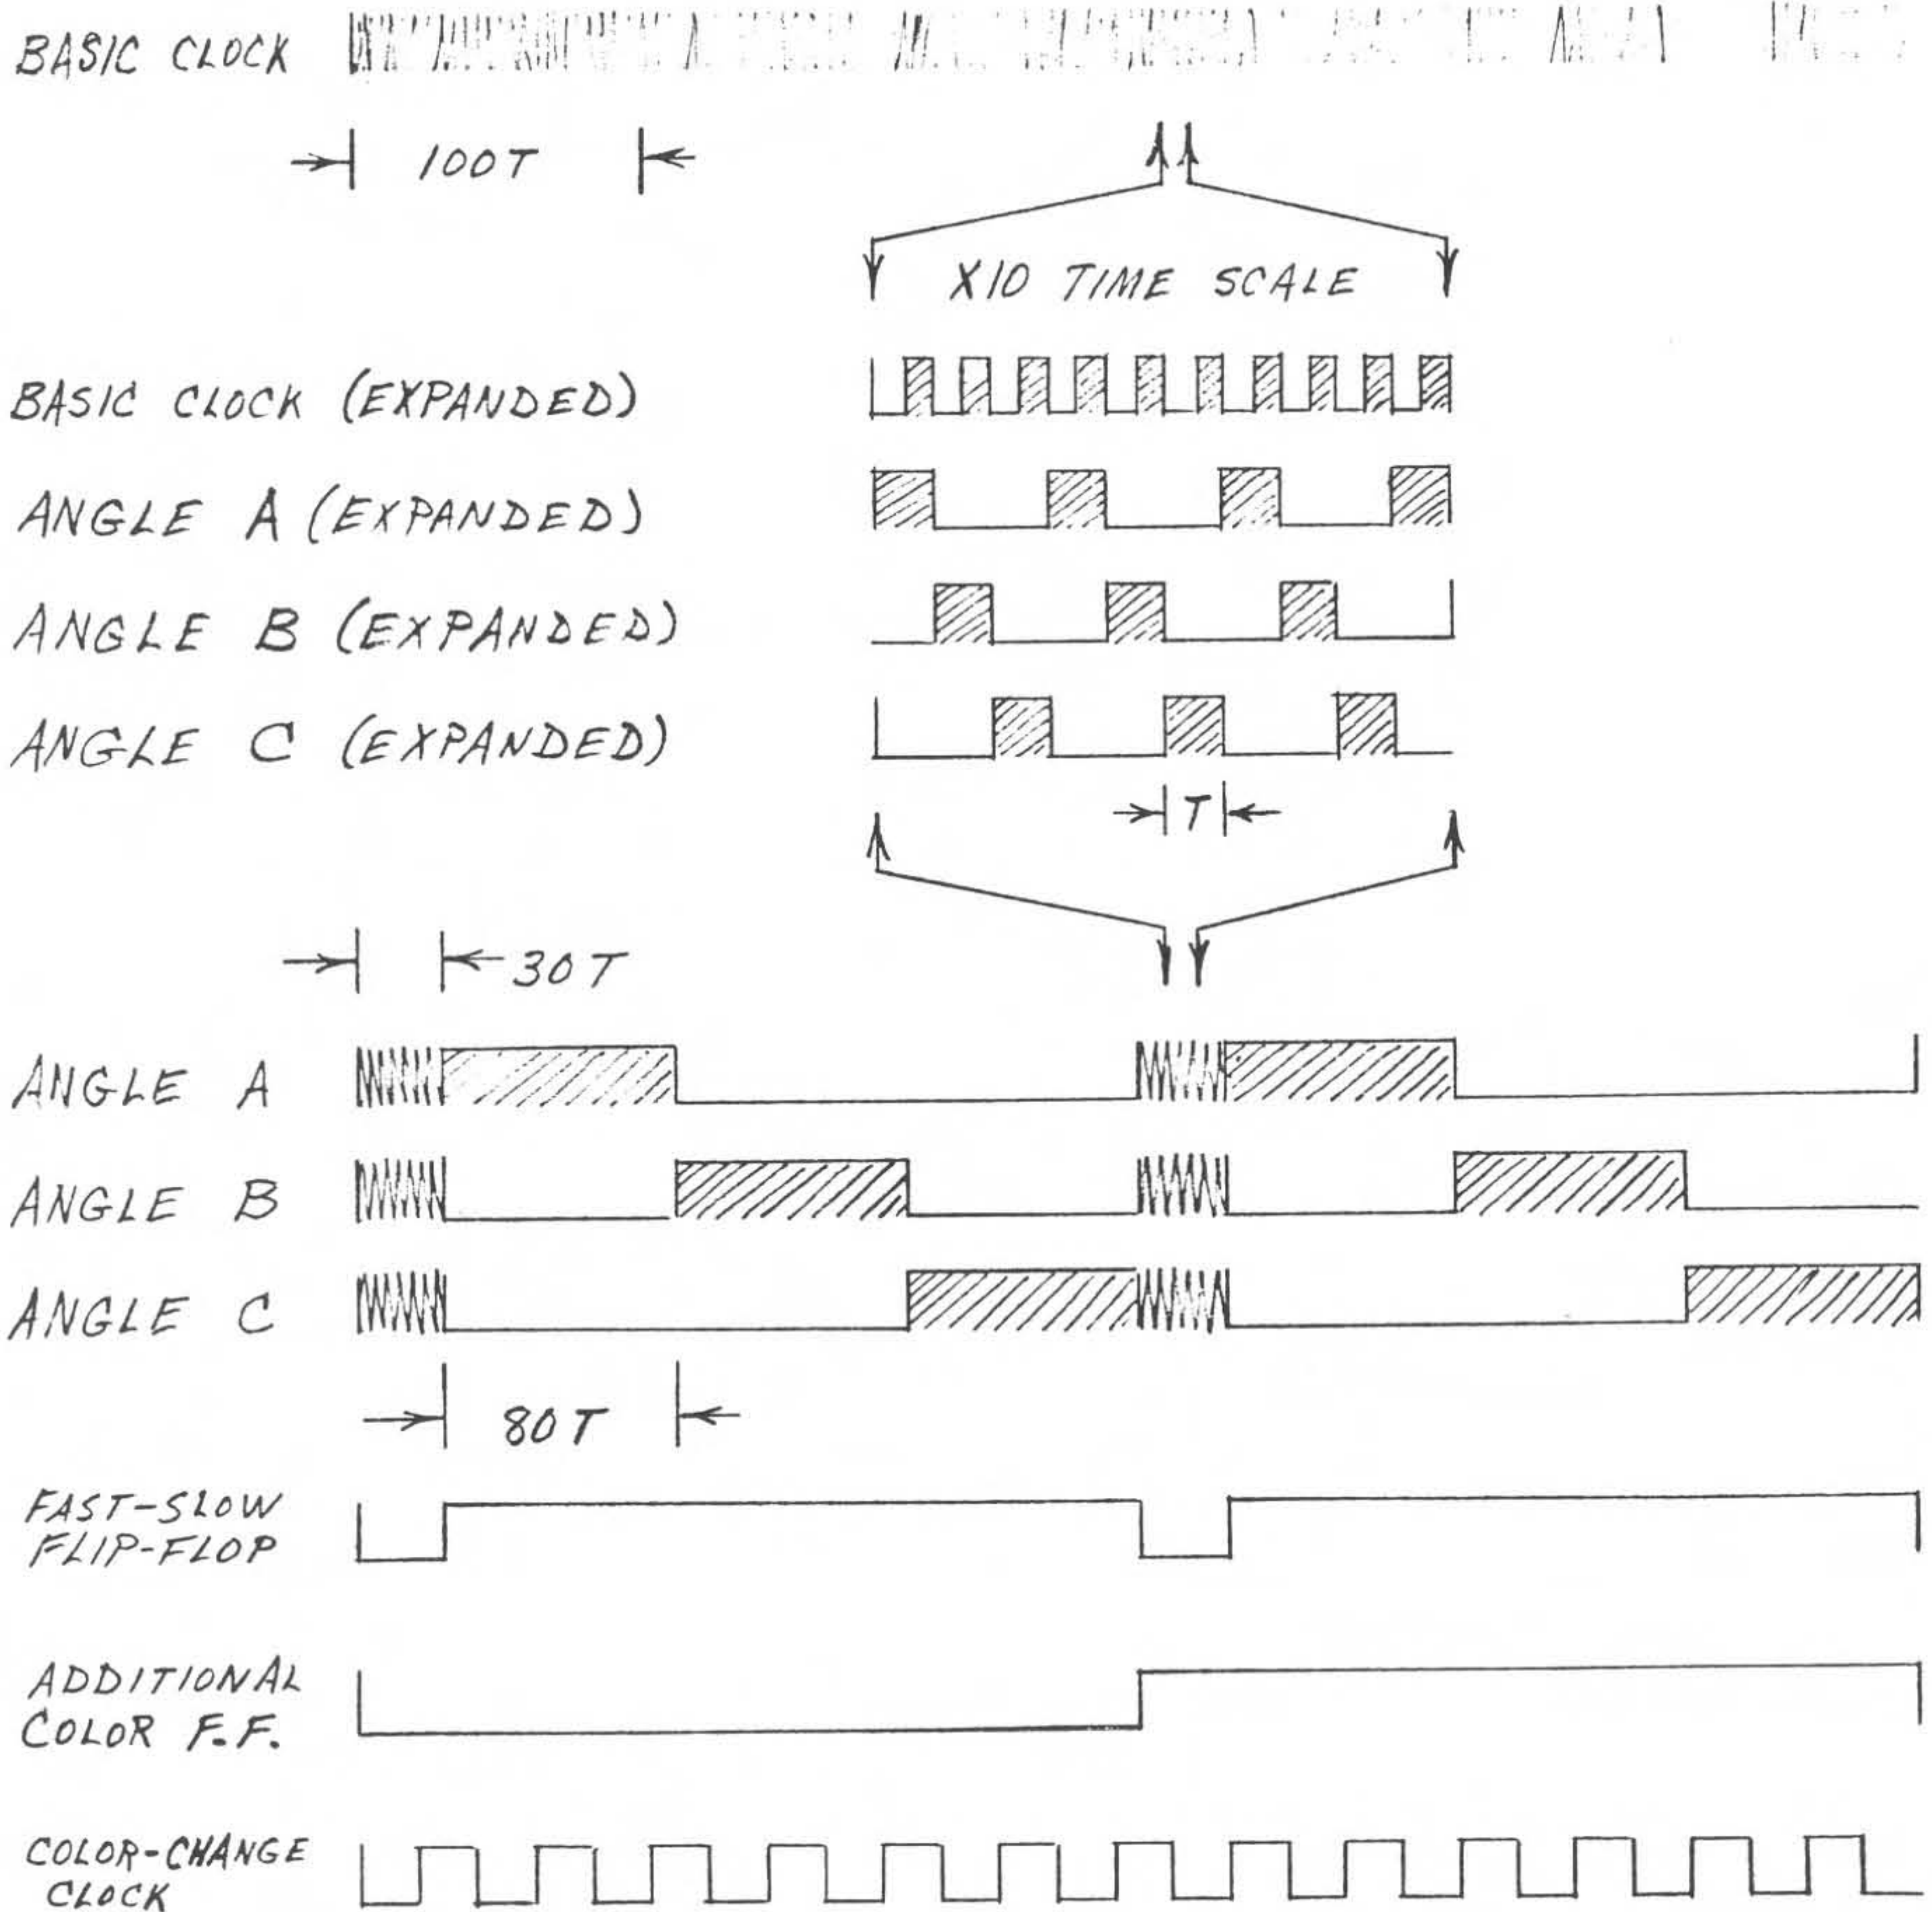 BASIC CLOCK
100T
X10 TIME SCALE
BASIC CLOCK (EXPANDED)
ANGLE A (EXPANDED)
ANGLE B (EXPANDED)
ANGLE C (EXPANDED)
T
30T
ANGLE A
ANGLE B
ANGLE C
80T
FAST-SLOW
FLIP-FLOP
ADDITIONAL
COLOR F.F.
COLOR-CHANGE
CLOCK